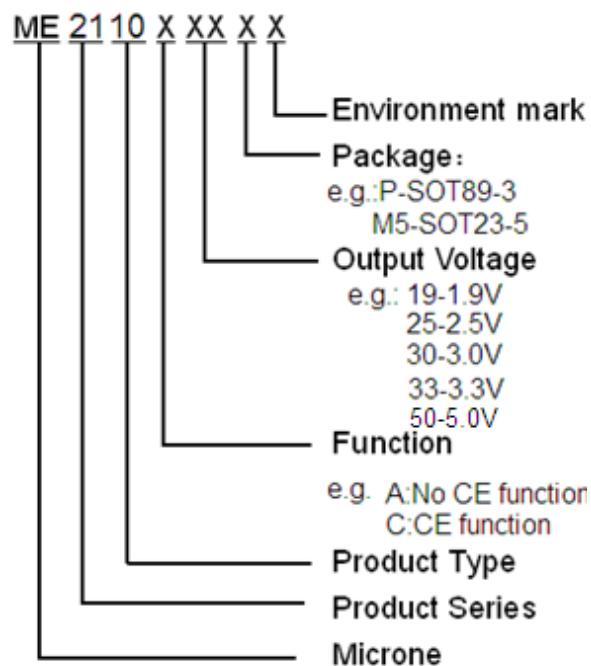 ME 21 10 X XX X X
Environment mark
Package：
e.g.:P-SOT89-3
M5-SOT23-5
Output Voltage
e.g.: 19-1.9V
25-2.5V
30-3.0V
33-3.3V
50-5.0V
Function
e.g. A:No CE function
C:CE function
Product Type
Product Series
Microne